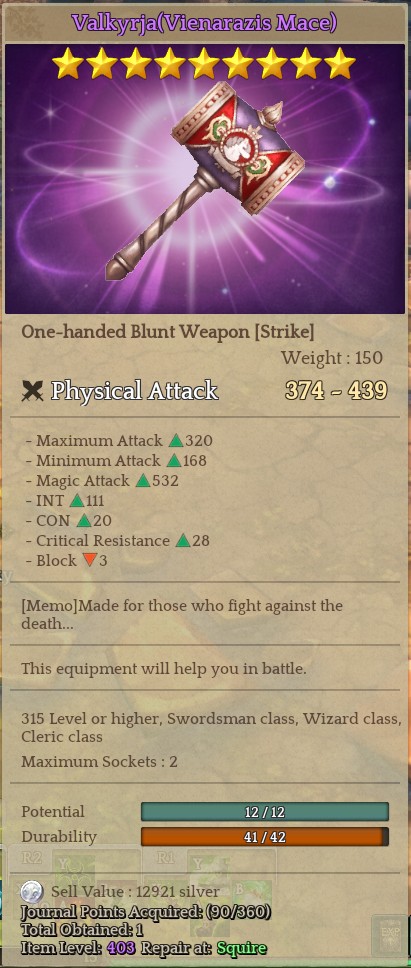 Valkyrja(Vienarazis Mace)
One-handed Blunt Weapon [Strike]
Weight : 150
Physical Attack 374 - 439
- Maximum Attack ▲320
- Minimum Attack ▲168
- Magic Attack ▲532
- INT ▲111
- CON ▲20
- Critical Resistance ▲28
- Block ▼3
[Memo]Made for those who fight against the
death...
This equipment will help you in battle.
315 Level or higher, Swordsman class, Wizard class,
Cleric class
Maximum Sockets : 2
Potential 12 / 12
Durability 41 / 42
R2 Y R1 Y
B
Sell Value : 12921 silver
Journal Points Acquired: (90/360)
Total Obtained: 1
Item Level: 403 Repair at: Squire
EXP